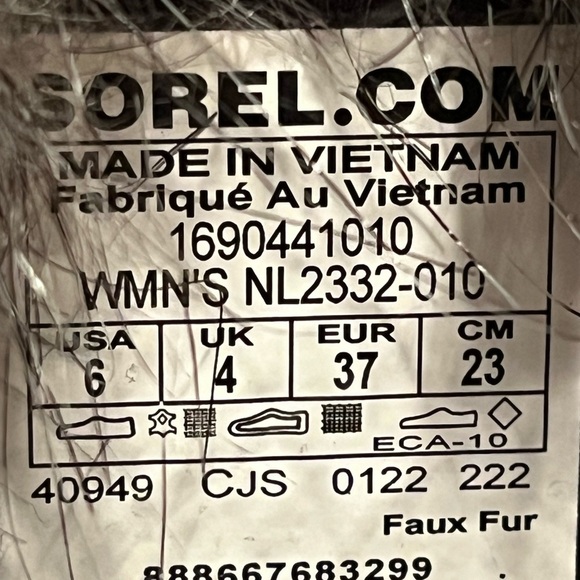 SOREL.COM
MADE IN VIETNAM
Fabriqué Au Vietnam
1690441010
WMN'S NL2332-010
USA UK EUR CM
6 4 37 23
ECA-10
40949 CJS 0122 222
Faux Fur
888667683299